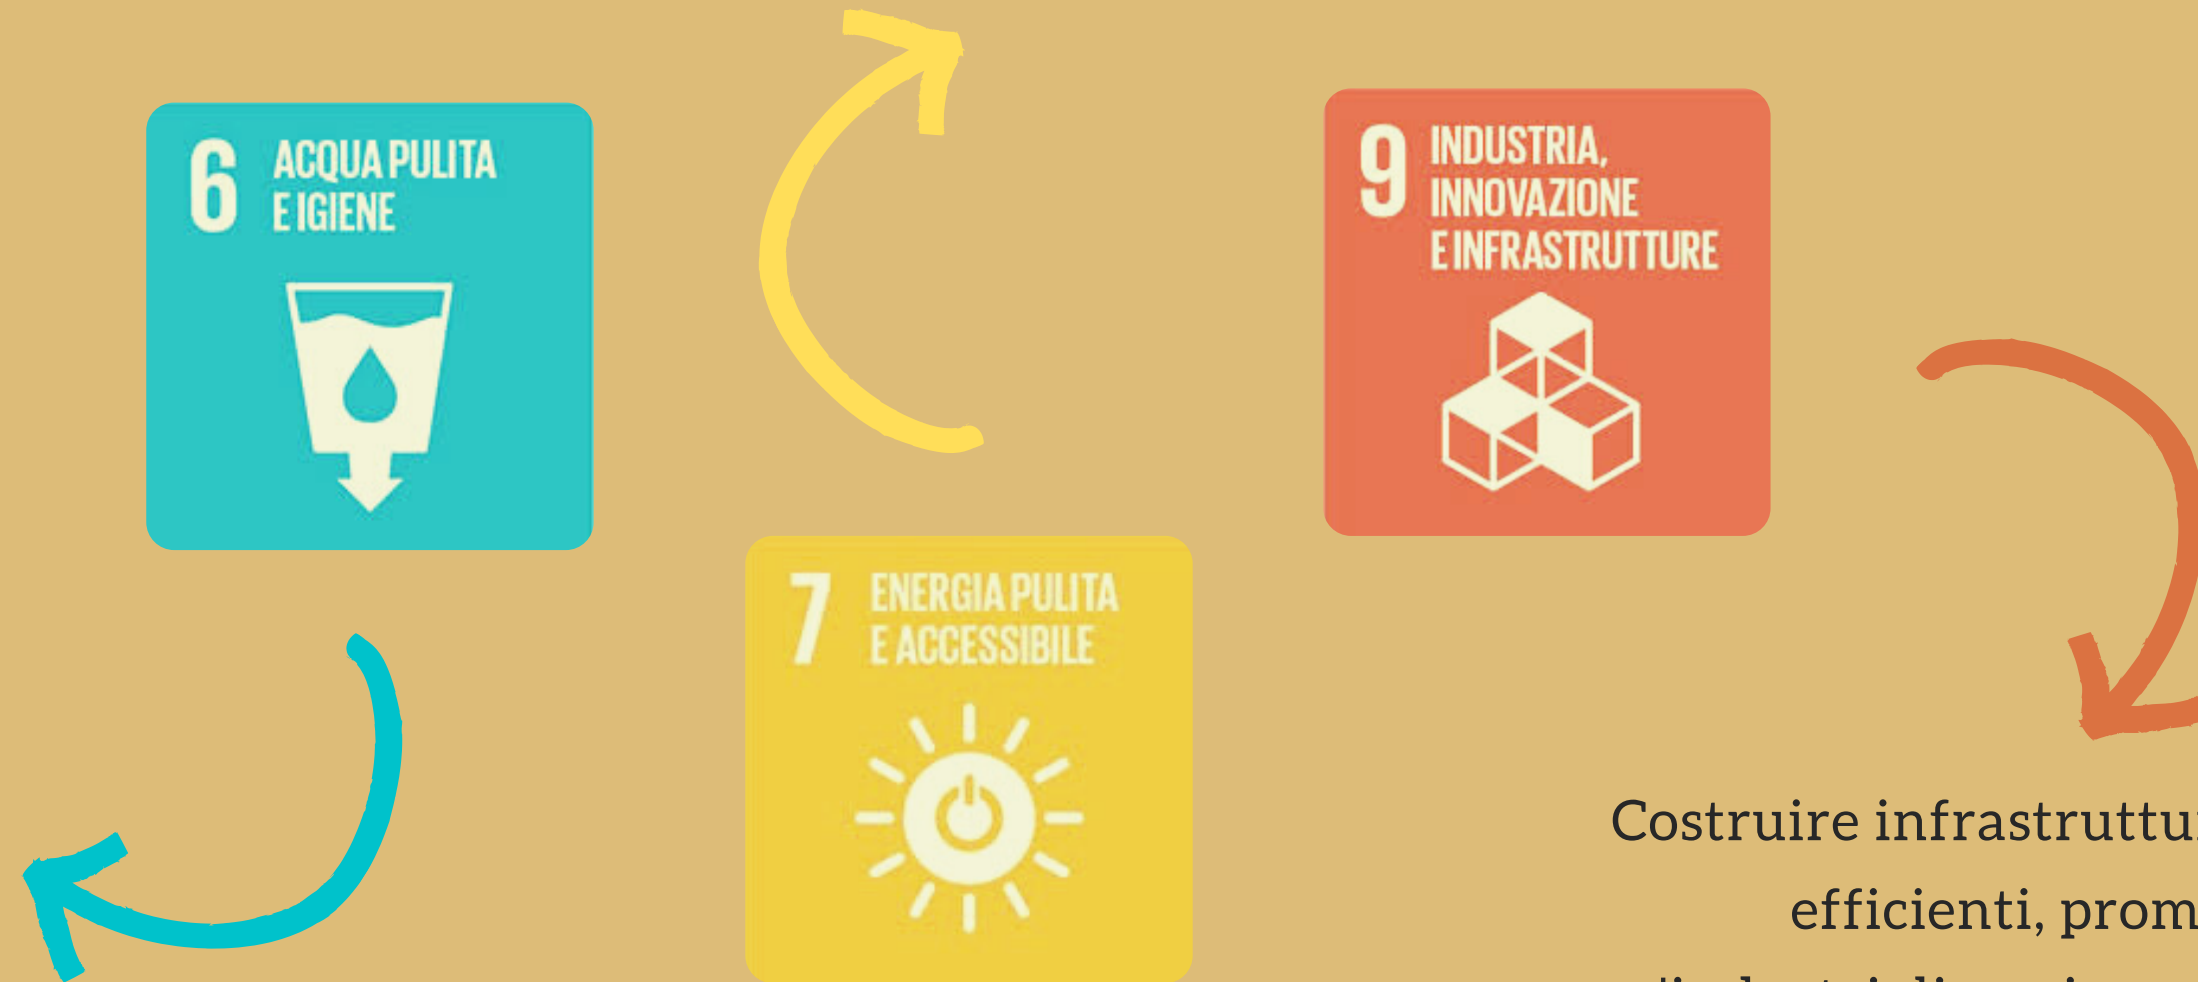 6
ACQUA PULITA
E IGIENE
9
INDUSTRIA,
INNOVAZIONE
E INFRASTRUTTURE
7
ENERGIA PULITA
E ACCESSIBILE
Costruire
efficienti,